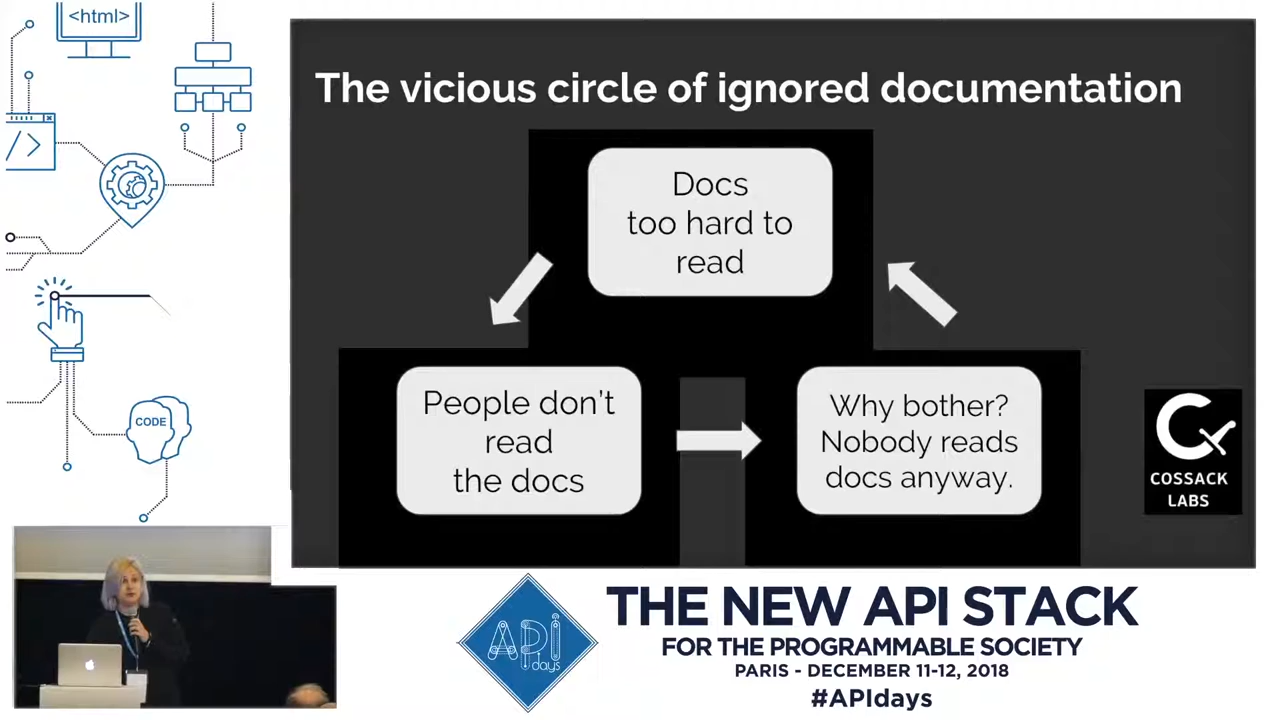 <html>
The vicious circle of ignored documentation
Docs
too hard to
read
People don't
read
the docs
Why bother?
Nobody reads
docs anyway.
COSSACK
LABS
</>
CODE
API
days
THE NEW API STACK
FOR THE PROGRAMMABLE SOCIETY
PARIS - DECEMBER 11-12, 2018
#APIdays